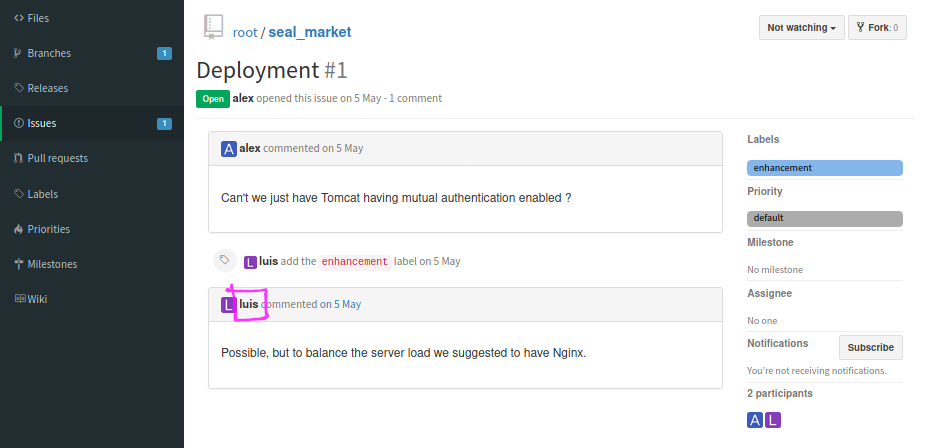 Files
Branches 1
Releases
Issues 1
Pull requests
Labels
Priorities
Milestones
Wiki
root / seal_market
Not watching
Fork: 0
Deployment #1
Open alex opened this issue on 5 May - 1 comment
A alex commented on 5 May
Can't we just have Tomcat having mutual authentication enabled ?
L luis add the enhancement label on 5 May
L luis commented on 5 May
Possible, but to balance the server load we suggested to have Nginx.
Labels
enhancement
Priority
default
Milestone
No milestone
Assignee
No one
Notifications
Subscribe
You're not receiving notifications.
2 participants
A L